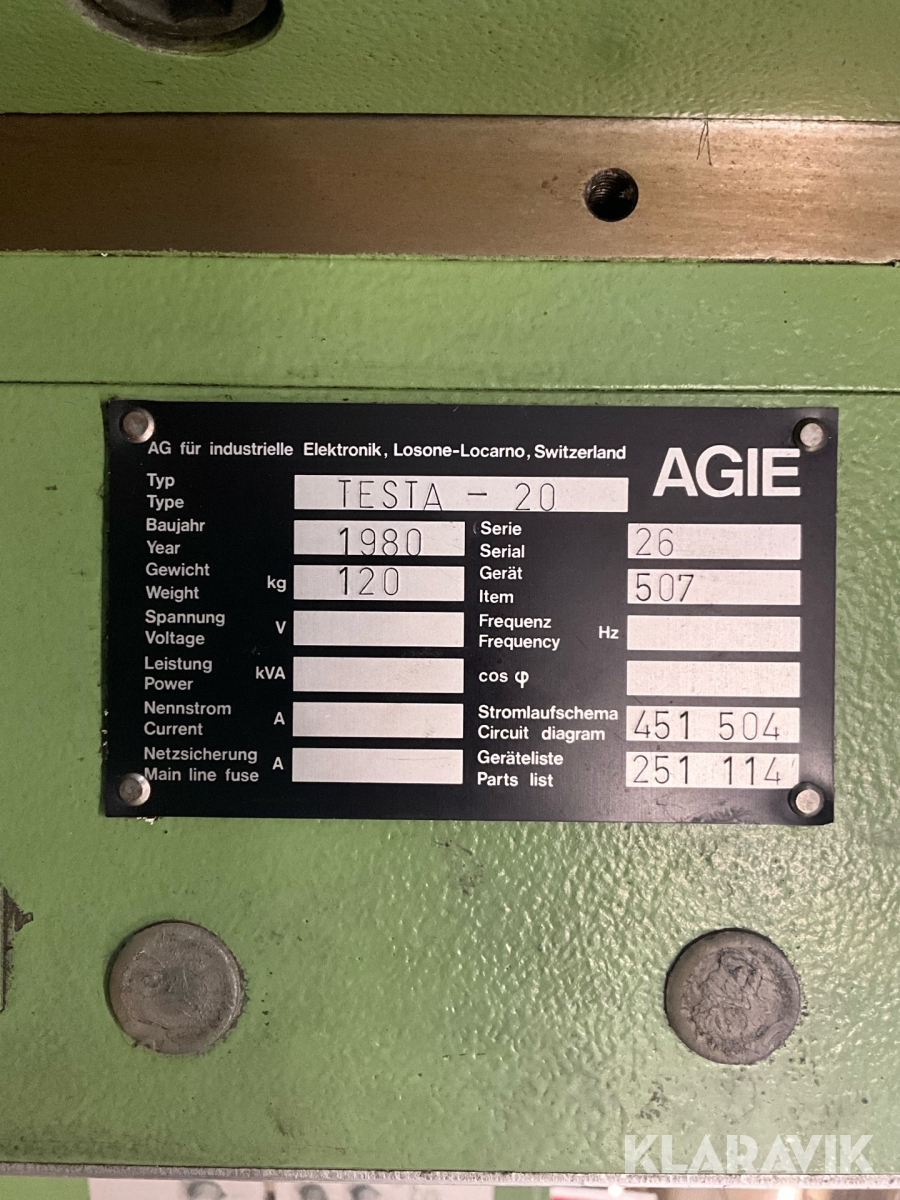 AG für industrielle Elektronik, Losone-Locarno, Switzerland
AGIE
Typ
Type
TESTA - 20
Baujahr
Year
1980
Serie
Serial
26
Gewicht
Weight
kg
120
Gerät
Item
507
Spannung
Voltage
V
Frequenz
Frequency
Hz
Leistung
Power
kVA
cos φ
Nennstrom
Current
A
Stromlaufschema
Circuit diagram
451 504
Netzsicherung
Main line fuse
A
Geräteliste
Parts list
251 114
KLARAVIK